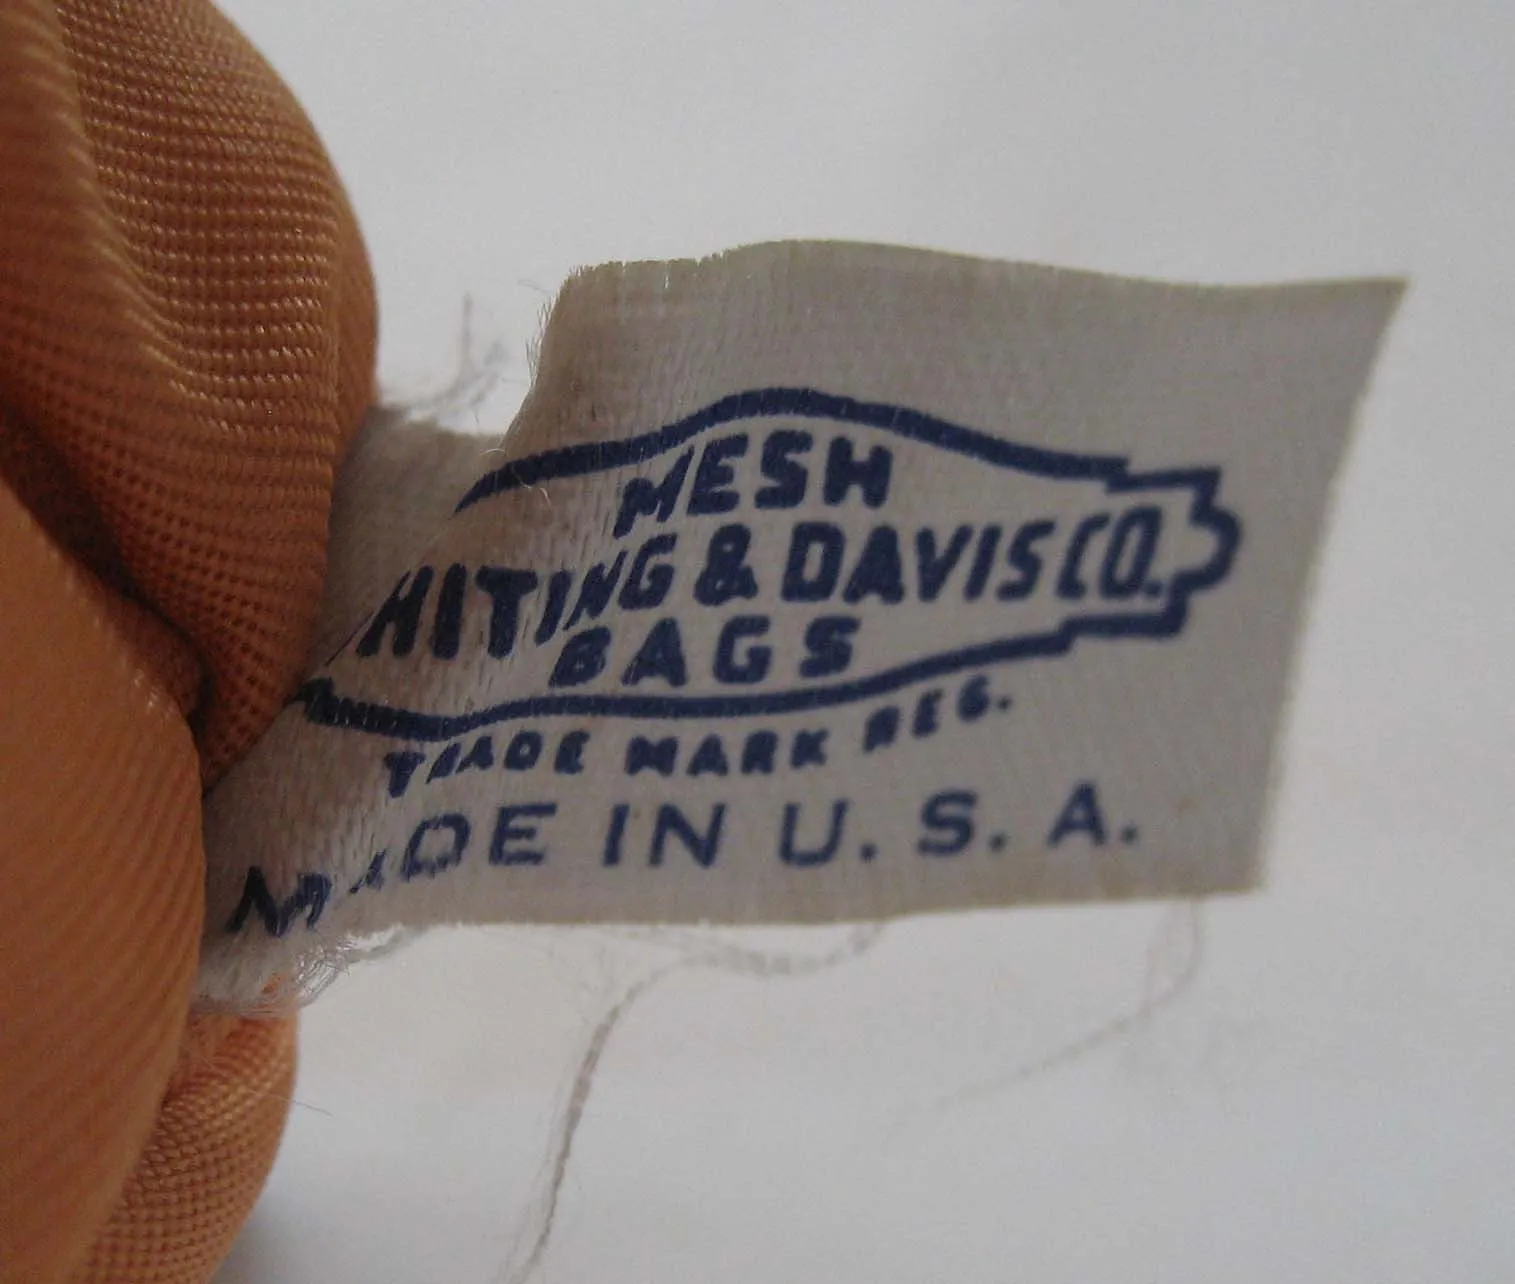 MESH
HITING & DAVIS CO.
BAGS
TRADE MARK REG.
MADE IN U. S. A.